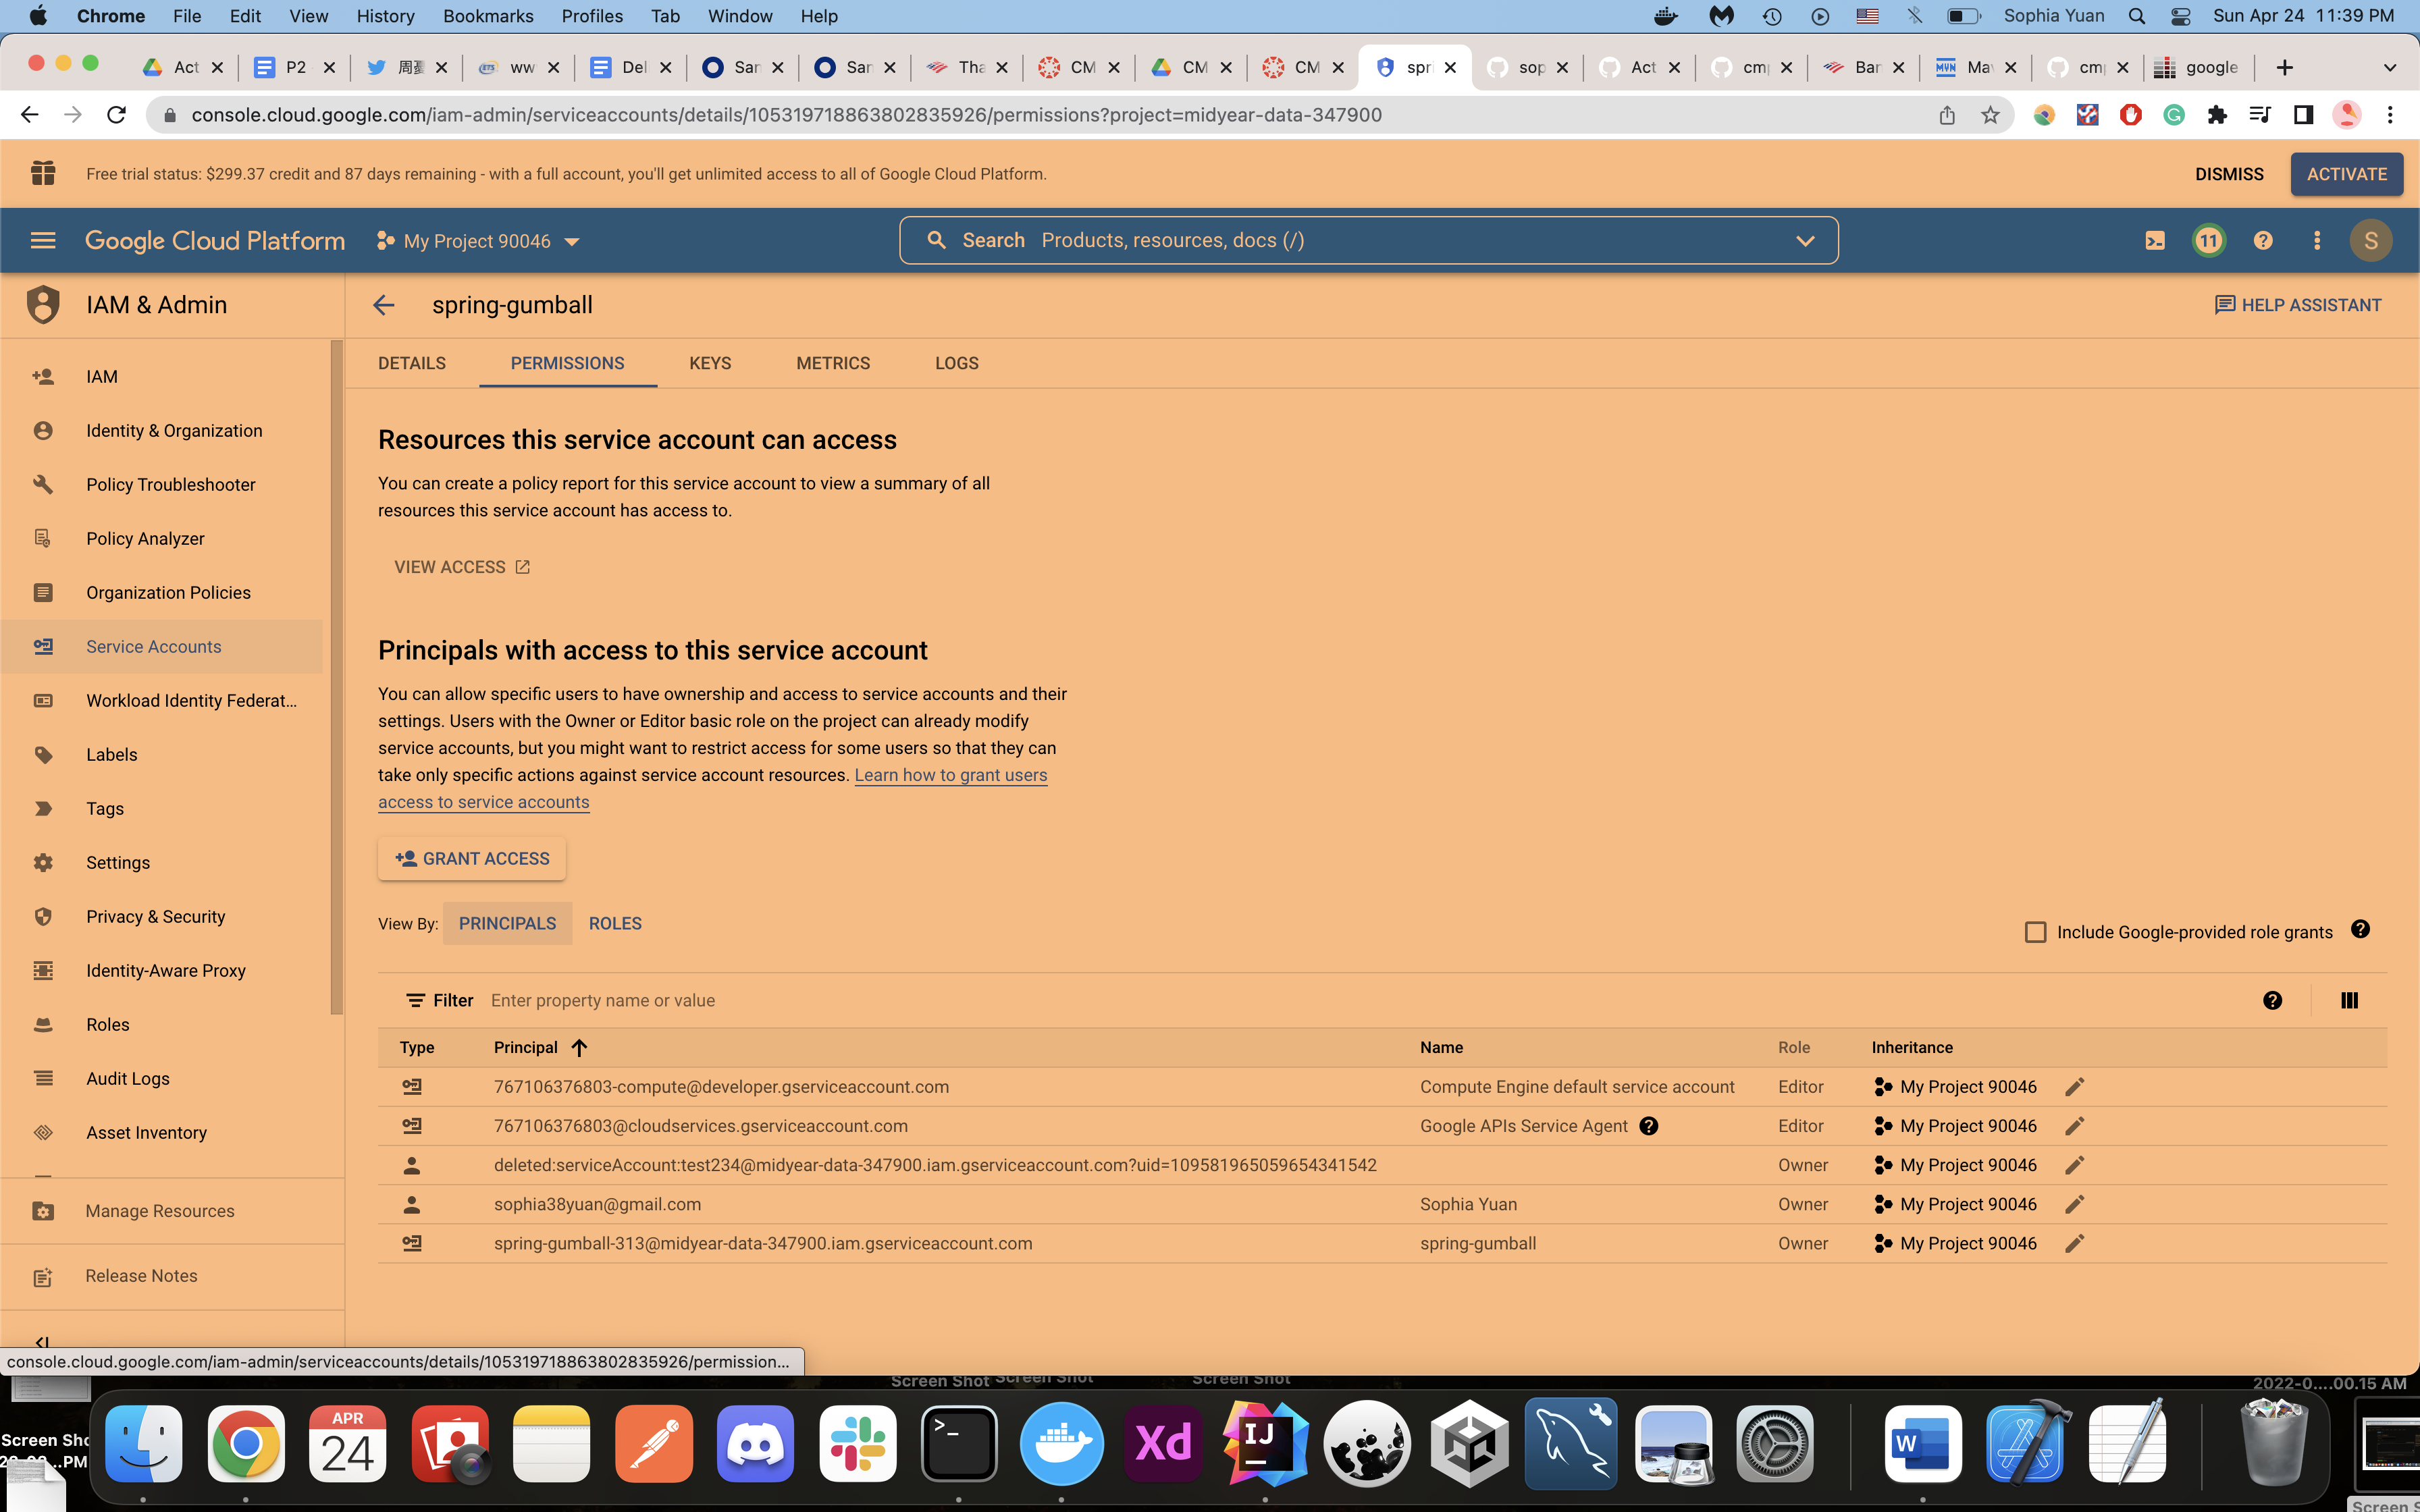 Chrome File Edit View History Bookmarks Profiles Tab Window Help Sophia Yuan Sun Apr 24 11:39 PM
Act P2 ww Del San San Tha CM CM CM spri sop Act cm Bar Ma cm google
console.cloud.google.com/iam-admin/serviceaccounts/details/105319718863802835926/permissions?project=midyear-data-347900
Free trial status: $299.37 credit and 87 days remaining - with a full account, you'll get unlimited access to all of Google Cloud Platform. DISMISS ACTIVATE
Google Cloud Platform My Project 90046 Search Products, resources, docs (/) 11 S
IAM & Admin
spring-gumball
HELP ASSISTANT
IAM
Identity & Organization
Policy Troubleshooter
Policy Analyzer
Organization Policies
Service Accounts
Workload Identity Federat...
Labels
Tags
Settings
Privacy & Security
Identity-Aware Proxy
Roles
Audit Logs
Asset Inventory
Manage Resources
Release Notes
DETAILS PERMISSIONS KEYS METRICS LOGS
Resources this service account can access
You can create a policy report for this service account to view a summary of all
resources this service account has access to.
VIEW ACCESS
Principals with access to this service account
You can allow specific users to have ownership and access to service accounts and their
settings. Users with the Owner or Editor basic role on the project can already modify
service accounts, but you might want to restrict access for some users so that they can
take only specific actions against service account resources. Learn how to grant users
access to service accounts
GRANT ACCESS
View By: PRINCIPALS ROLES
Include Google-provided role grants
Filter Enter property name or value
Type Principal Name Role Inheritance
767106376803-compute@developer.gserviceaccount.com Compute Engine default service account Editor My Project 90046
767106376803@cloudservices.gserviceaccount.com Google APIs Service Agent Editor My Project 90046
deleted:serviceAccount:test234@midyear-data-347900.iam.gserviceaccount.com?uid=109581965059654341542 Owner My Project 90046
sophia38yuan@gmail.com Sophia Yuan Owner My Project 90046
spring-gumball-313@midyear-data-347900.iam.gserviceaccount.com spring-gumball Owner My Project 90046
console.cloud.google.com/iam-admin/serviceaccounts/details/105319718863802835926/permission...
Screen Shot Screen Shot Screen Shot
2022-0....00.15 AM
APR
24
Xd
IJ
W
Screen Sho
...PM
Screen S